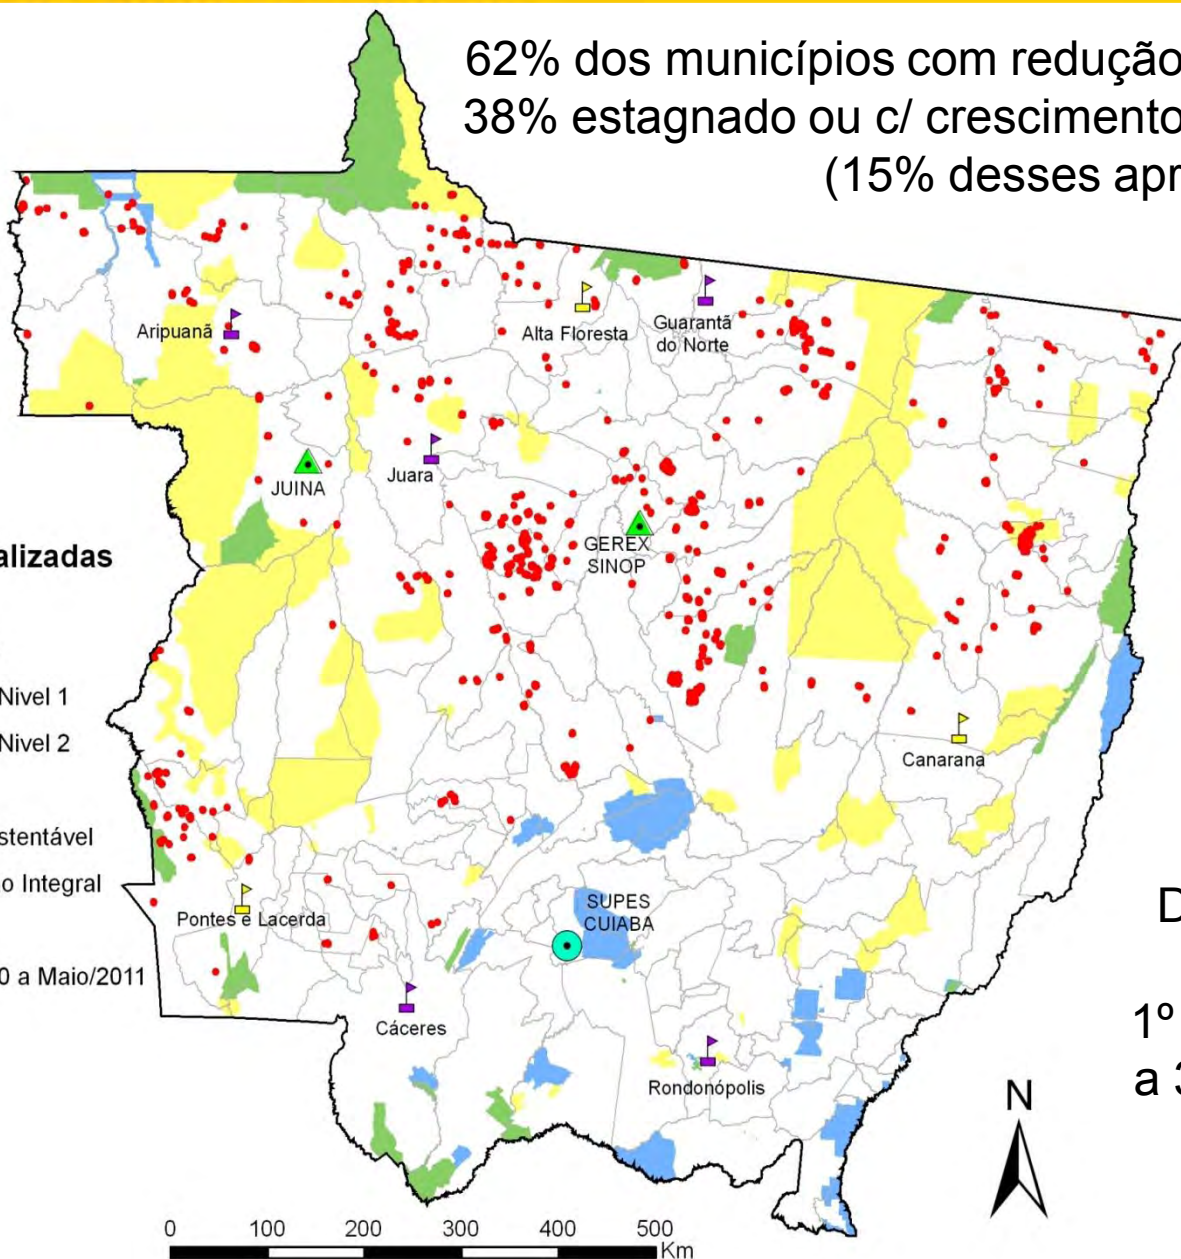 62% dos municípios com redução
38% estagnado ou c/ crescimento
(15% desses apr
Aripuanã
Alta Floresta
Guarantã
do Norte
JUINA
Juara
GEREX
SINOP
alizadas
Nivel 1
Nivel 2
Canarana
stentável
o Integral
Pontes e Lacerda
SUPES
CUIABA
D
0 a Maio/2011
Cáceres
1º
a 3
Rondonópolis
N
0 100 200 300 400 500
Km